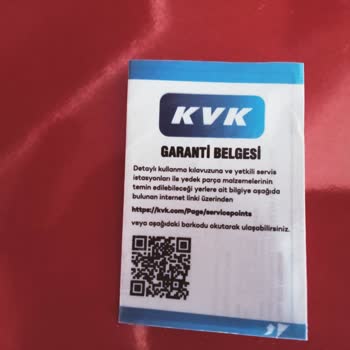 KVK
GARANTİ BELGESİ
Detaylı kullanma kılavuzuna ve yetkili servis
istasyonları ile yedek parça malzemelerinin
temin edilebileceği yerlere ait bilgiye aşağıda
bulunan internet linki üzerinden
https://kvk.com/Page/servicepoints
veya aşağıdaki barkodu okutarak ulaşabilirsiniz.